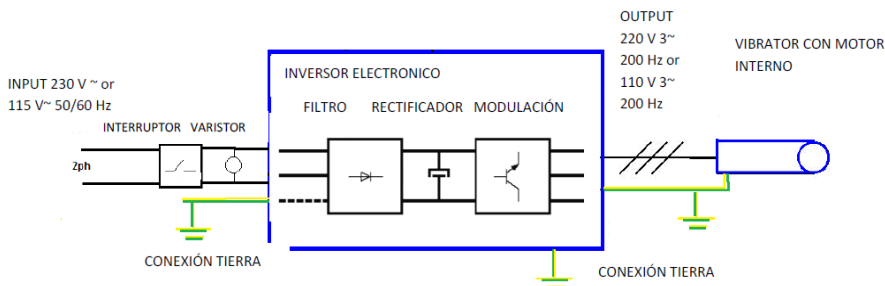 OUTPUT
220 V 3~
200 Hz or
110 V 3~
200 Hz
VIBRATOR CON MOTOR
INTERNO
INVERSOR ELECTRONICO
INPUT 230 V ~ or
115 V~ 50/60 Hz
FILTRO RECTIFICADOR MODULACIÓN
INTERRUPTOR VARISTOR
2ph
CONEXIÓN TIERRA
CONEXIÓN TIERRA